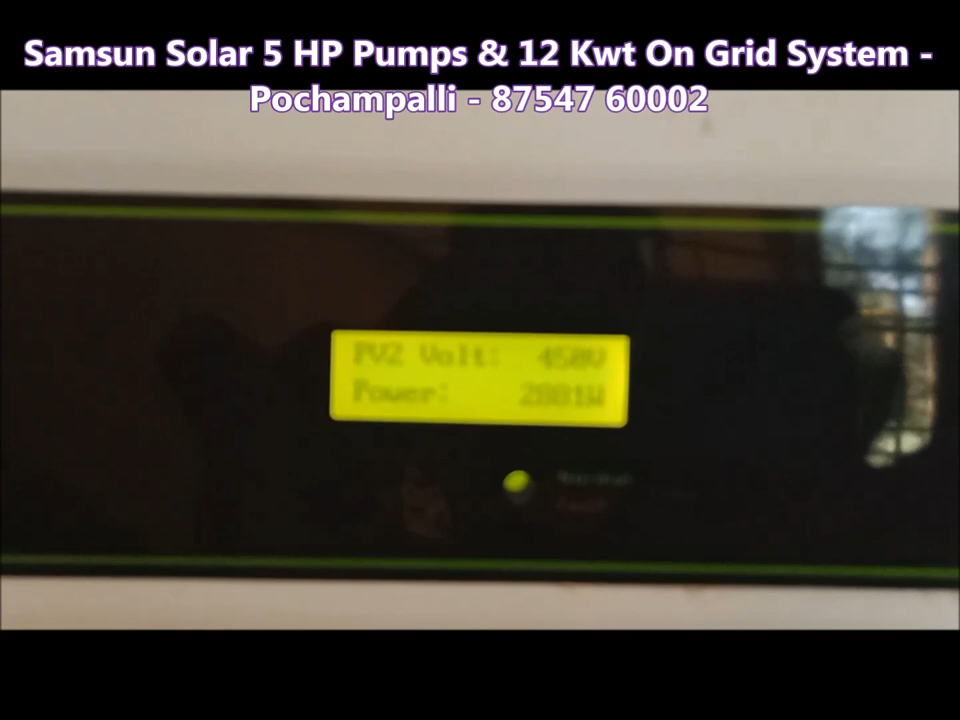 Samsun Solar 5 HP Pumps & 12 Kwt On Grid System -
Pochampalli - 87547 60002
PV2 Volt: 450V
Power: 2881W